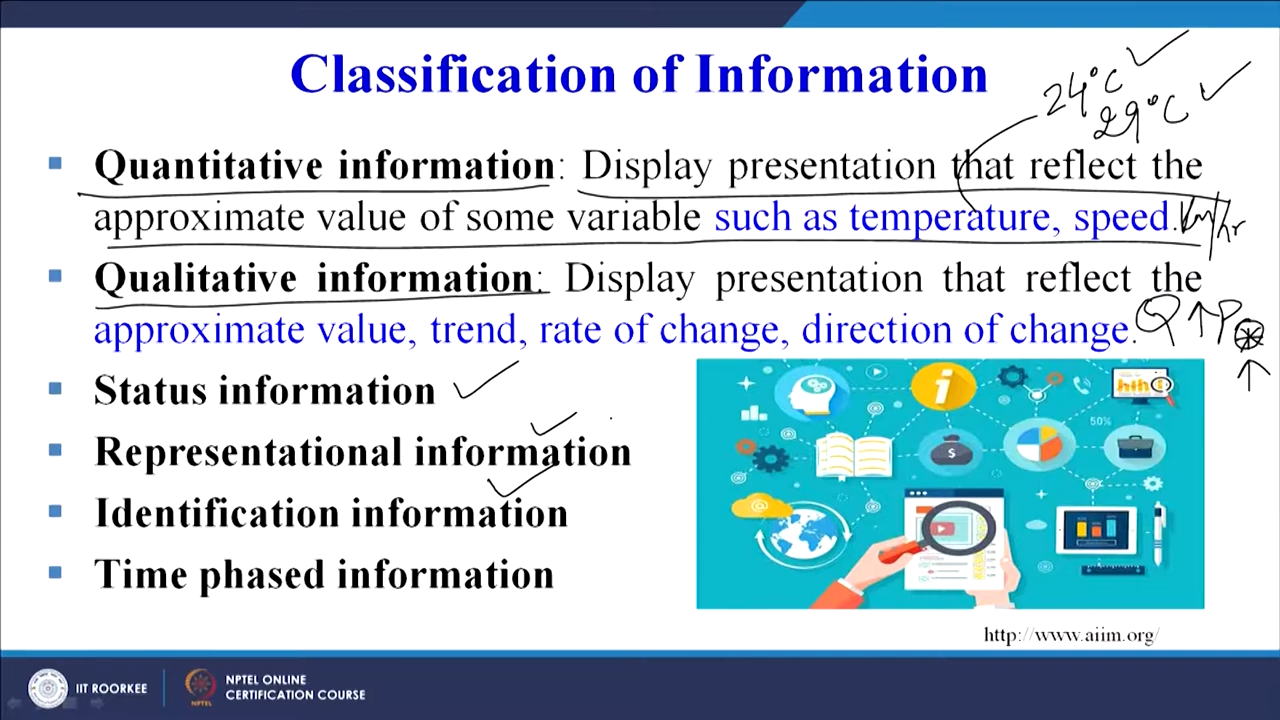 Classification of Information
24°C
29°C
Quantitative information: Display presentation that reflect the
approximate value of some variable such as temperature, speed. km/hr
Qualitative information: Display presentation that reflect the
approximate value, trend, rate of change, direction of change. Q↑P
Status information
Representational information
Identification information
Time phased information
i
50%
$
http://www.aiim.org/
IIT ROORKEE
NPTEL ONLINE
CERTIFICATION COURSE
NPTEL